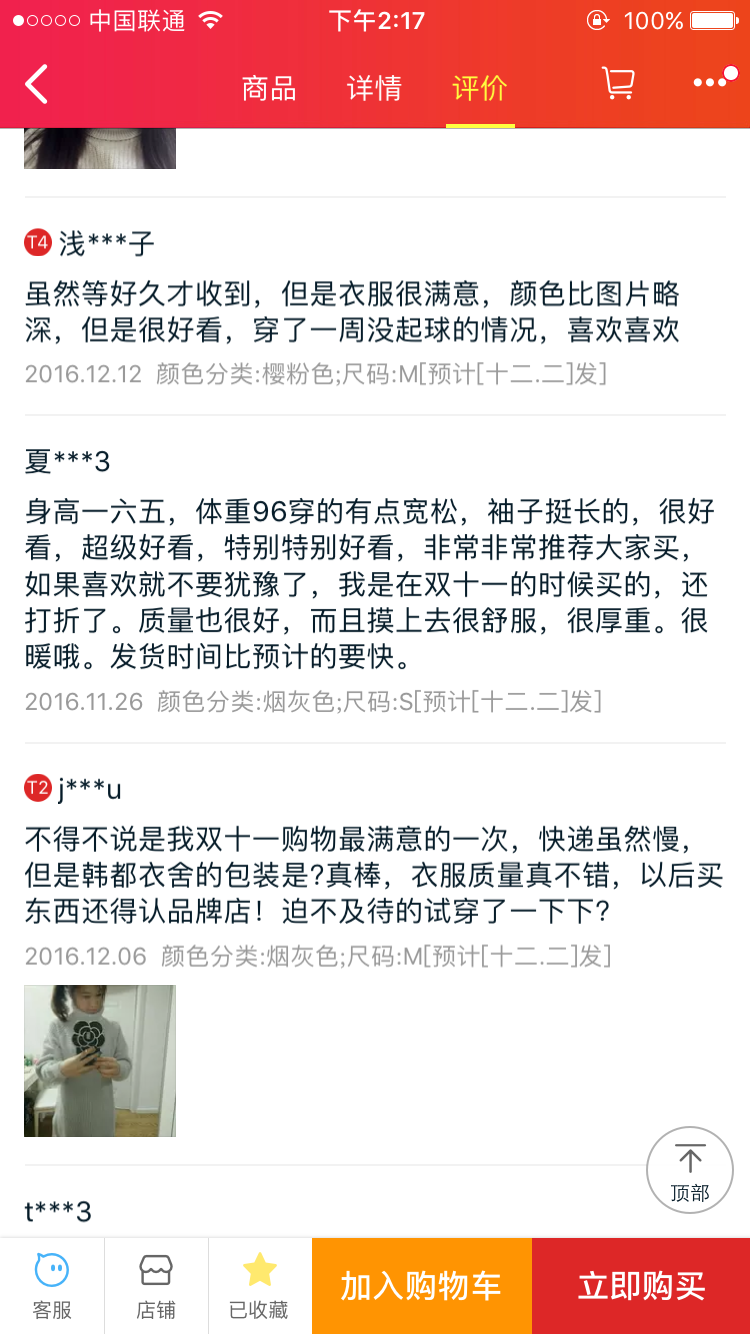 中国联通 下午2:17 100%
商品 详情 评价
T4 浅***子
虽然等好久才收到，但是衣服很满意，颜色比图片略
深，但是很好看，穿了一周没起球的情况，喜欢喜欢
2016.12.12 颜色分类:樱粉色;尺码:M[预计[十二.二]发]
夏***3
身高一六五，体重96穿的有点宽松，袖子挺长的，很好
看，超级好看，特别特别好看，非常非常推荐大家买，
如果喜欢就不要犹豫了，我是在双十一的时候买的，还
打折了。质量也很好，而且摸上去很舒服，很厚重。很
暖哦。发货时间比预计的要快。
2016.11.26 颜色分类:烟灰色;尺码:S[预计[十二.二]发]
T2 j***u
不得不说是我双十一购物最满意的一次，快递虽然慢，
但是韩都衣舍的包装是?真棒，衣服质量真不错，以后买
东西还得认品牌店！迫不及待的试穿了一下下?
2016.12.06 颜色分类:烟灰色;尺码:M[预计[十二.二]发]
顶部
t***3
客服 店铺 已收藏 加入购物车 立即购买